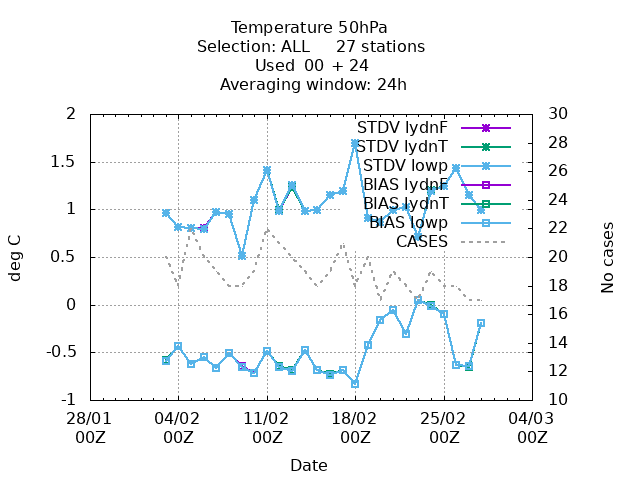 Temperature 50hPa
Selection: ALL 27 stations
Used 00 + 24
Averaging window: 24h
2
1.5
1
0.5
0
-0.5
-1
deg C
30
28
26
24
22
20
18
16
14
12
10
No cases
STDV lydnF
STDV lydnT
STDV lowp
BIAS lydnF
BIAS lydnT
BIAS lowp
CASES
28/01 04/02 11/02 18/02 25/02 04/03
00Z 00Z 00Z 00Z 00Z 00Z
Date